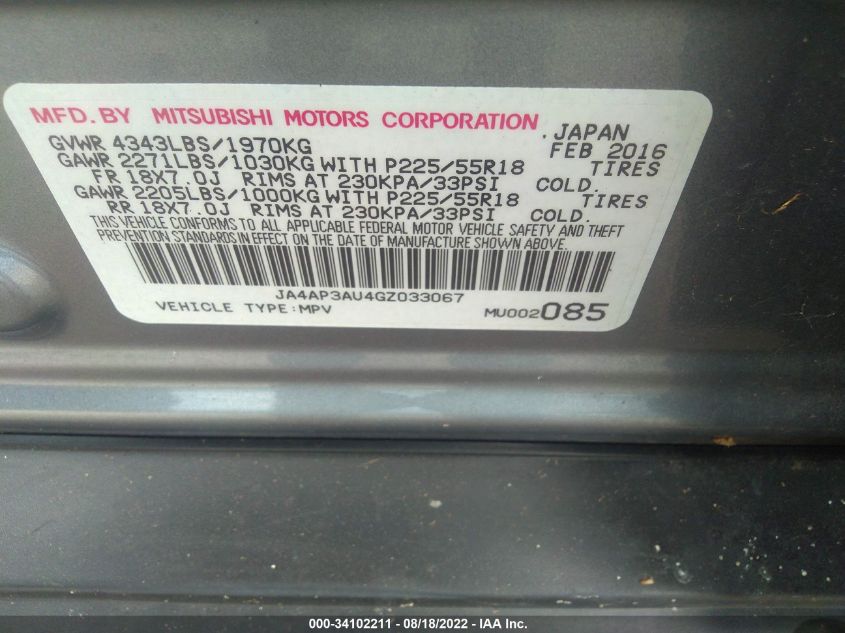 MFD. BY MITSUBISHI MOTORS CORPORATION . JAPAN
GVWR 4343LBS/1970KG FEB 2016
GAWR 2271LBS/1030KG WITH P225/55R18 TIRES
FR 18X7.0J RIMS AT 230KPA/33PSI COLD.
GAWR 2205LBS/1000KG WITH P225/55R18 TIRES
RR 18X7.0J RIMS AT 230KPA/33PSI COLD.
THIS VEHICLE CONFORMS TO ALL APPLICABLE FEDERAL MOTOR VEHICLE SAFETY AND THEFT
PREVENTION STANDARDS IN EFFECT ON THE DATE OF MANUFACTURE SHOWN ABOVE.
JA4AP3AU4GZ033067
VEHICLE TYPE:MPV MU002085
000-34102211 - 08/18/2022 - IAA Inc.